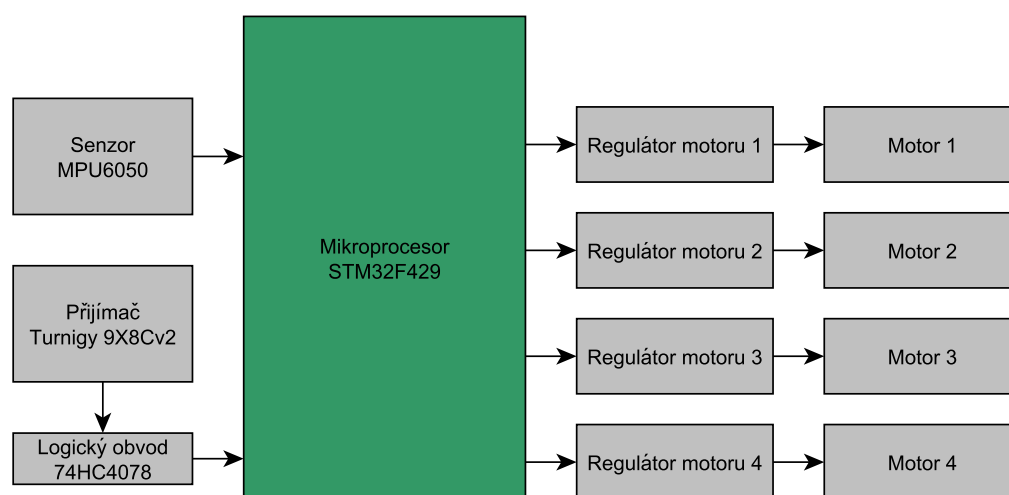 Senzor
MPU6050
Přijímač
Turnigy 9X8Cv2
Logický obvod
74HC4078
Mikroprocesor
STM32F429
Regulátor motoru 1
Motor 1
Regulátor motoru 2
Motor 2
Regulátor motoru 3
Motor 3
Regulátor motoru 4
Motor 4